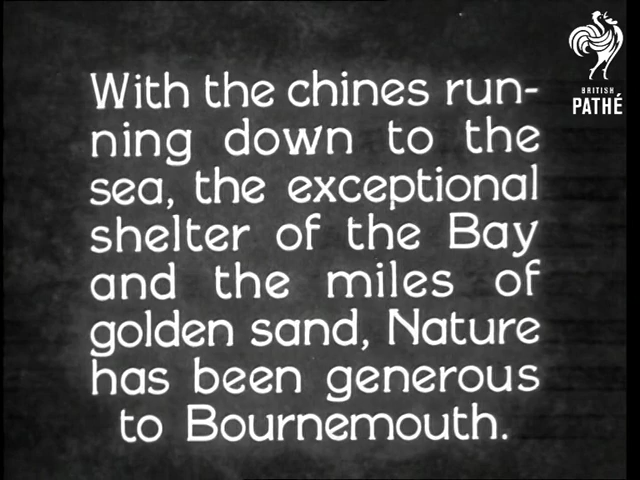 With the chines run-
ning down to the
sea, the exceptional
shelter of the Bay
and the miles of
golden sand, Nature
has been generous
to Bournemouth.
BRITISH
PATHÉ